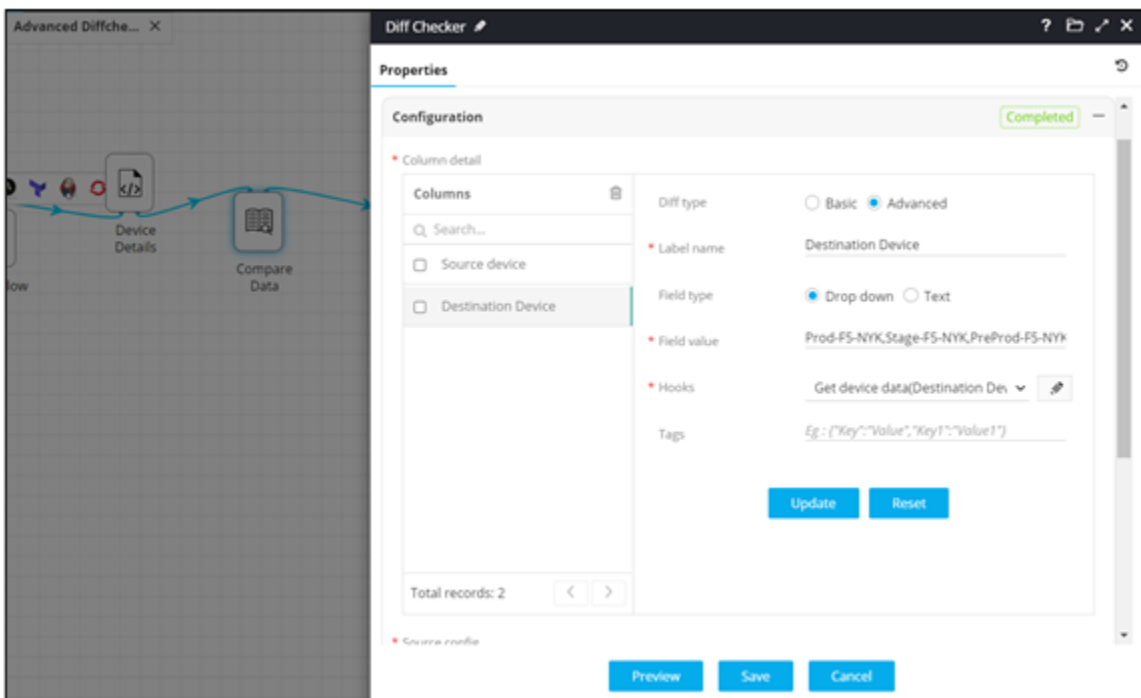 Advanced Diffche...
Diff Checker
?
Properties
Configuration
Completed
* Column detail
Columns
Search...
Source device
Destination Device
Total records: 2
Diff type
Basic
Advanced
* Label name
Destination Device
Field type
Drop down
Text
* Field value
Prod-F5-NYK,Stage-F5-NYK,PreProd-F5-NYK
* Hooks
Get device data(Destination Dev
Tags
Eg : {"Key":"Value","Key1":"Value1"}
Update
Reset
* Source config
Preview
Save
Cancel
</>
Device
Details
Compare
Data
low